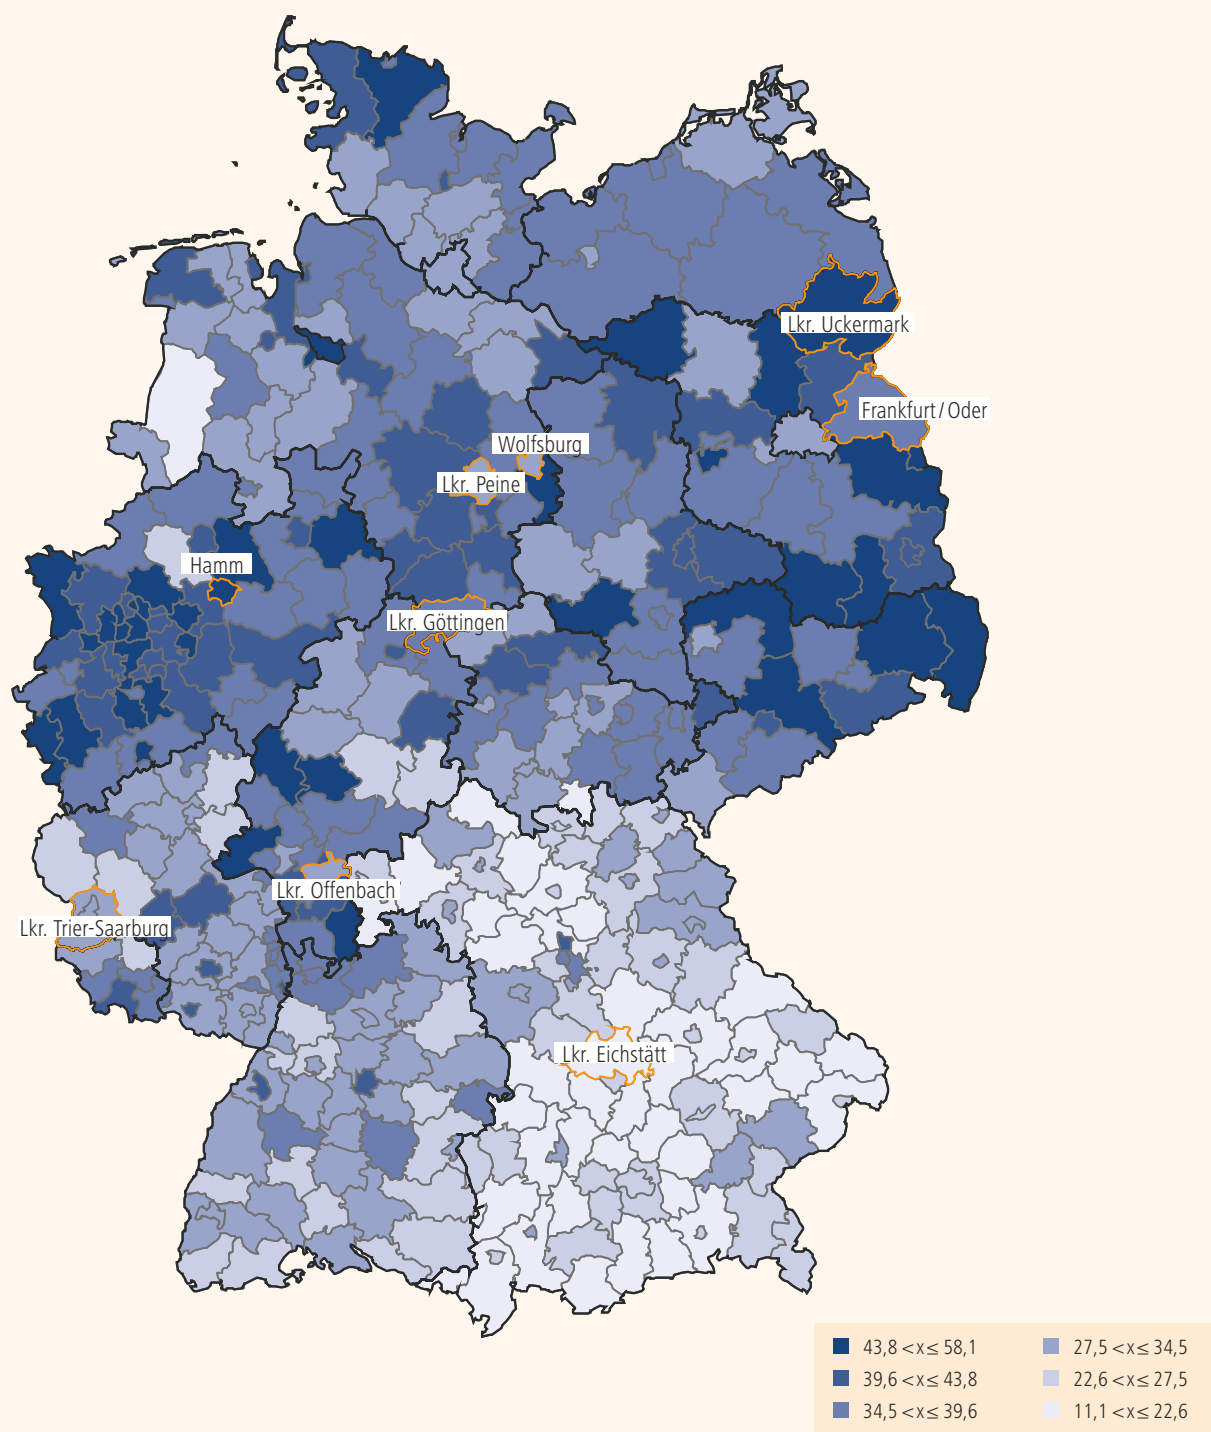 Lkr. Uckermark
Frankfurt / Oder
Wolfsburg
Lkr. Peine
Hamm
Lkr. Göttingen
Lkr. Offenbach
Lkr. Trier-Saarburg
Lkr. Eichstätt
43,8 <x≤ 58,1
39,6 <x≤ 43,8
34,5 <x≤ 39,6
27,5 <x≤ 34,5
22,6 <x≤ 27,5
11,1 <x≤ 22,6